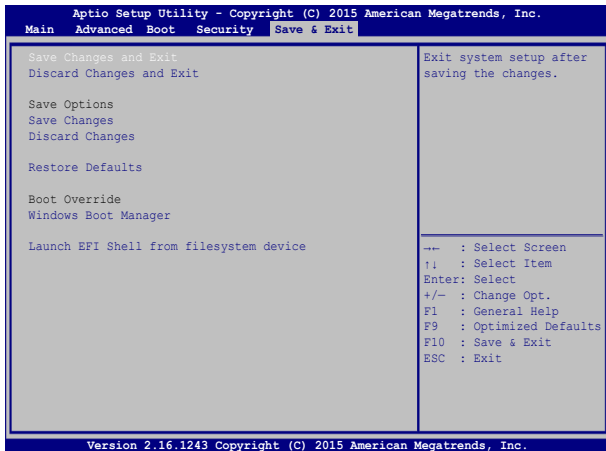 Aptio Setup Utility - Copyright (C) 2015 American Megatrends, Inc.
Main Advanced Boot Security Save & Exit
Save Changes and Exit
Discard Changes and Exit
Save Options
Save Changes
Discard Changes
Restore Defaults
Boot Override
Windows Boot Manager
Launch EFI Shell from filesystem device
Exit system setup after
saving the changes.
→← : Select Screen
↑↓ : Select Item
Enter: Select
+/— : Change Opt.
F1 : General Help
F9 : Optimized Defaults
F10 : Save & Exit
ESC : Exit
Version 2.16.1243 Copyright (C) 2015 American Megatrends, Inc.